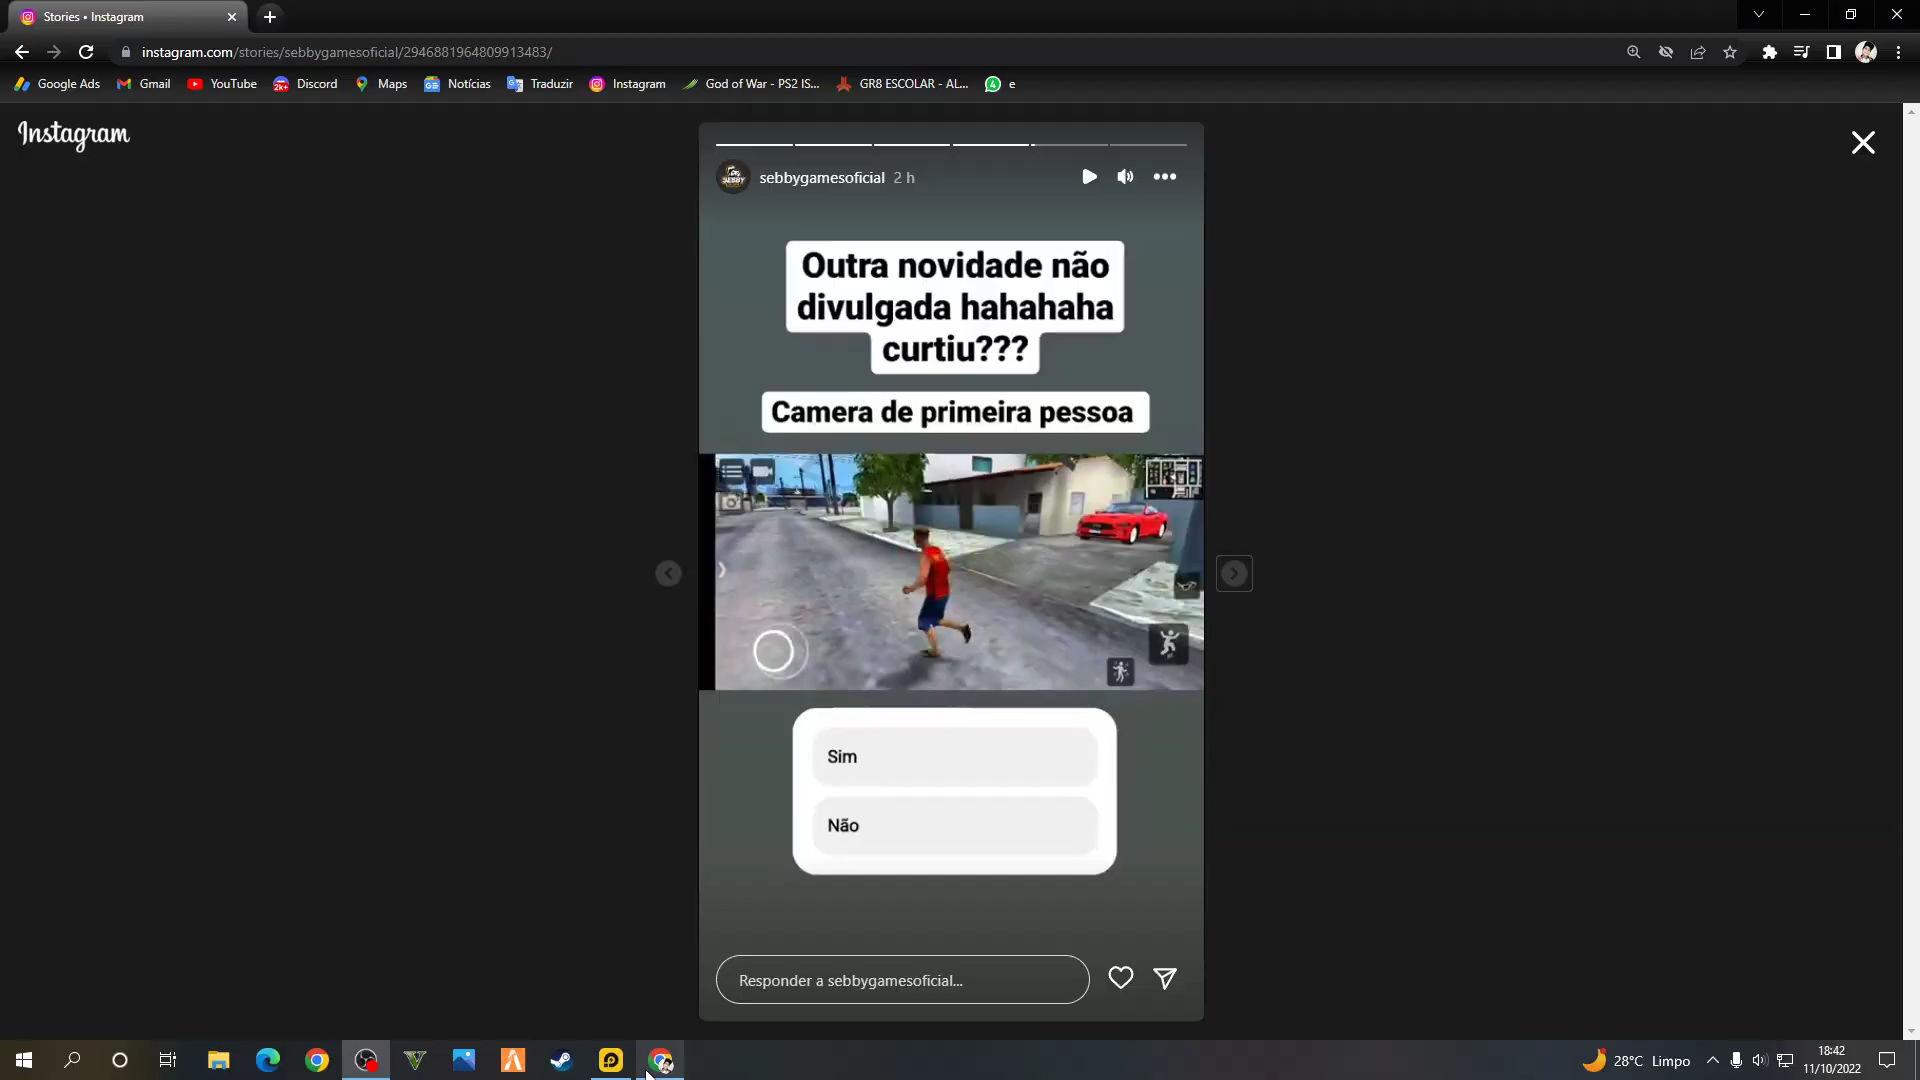 Stories • Instagram
instagram.com/stories/sebbygamesoficial/2946881964809913483/
Google Ads
Gmail
YouTube
Discord
Maps
Notícias
Traduzir
Instagram
God of War - PS2 IS...
GR8 ESCOLAR - AL...
e
Instagram
sebbygamesoficial 2 h
Outra novidade não
divulgada hahahaha
curtiu???
Camera de primeira pessoa
Sim
Não
Responder a sebbygamesoficial...
28°C Limpo
18:42
11/10/2022